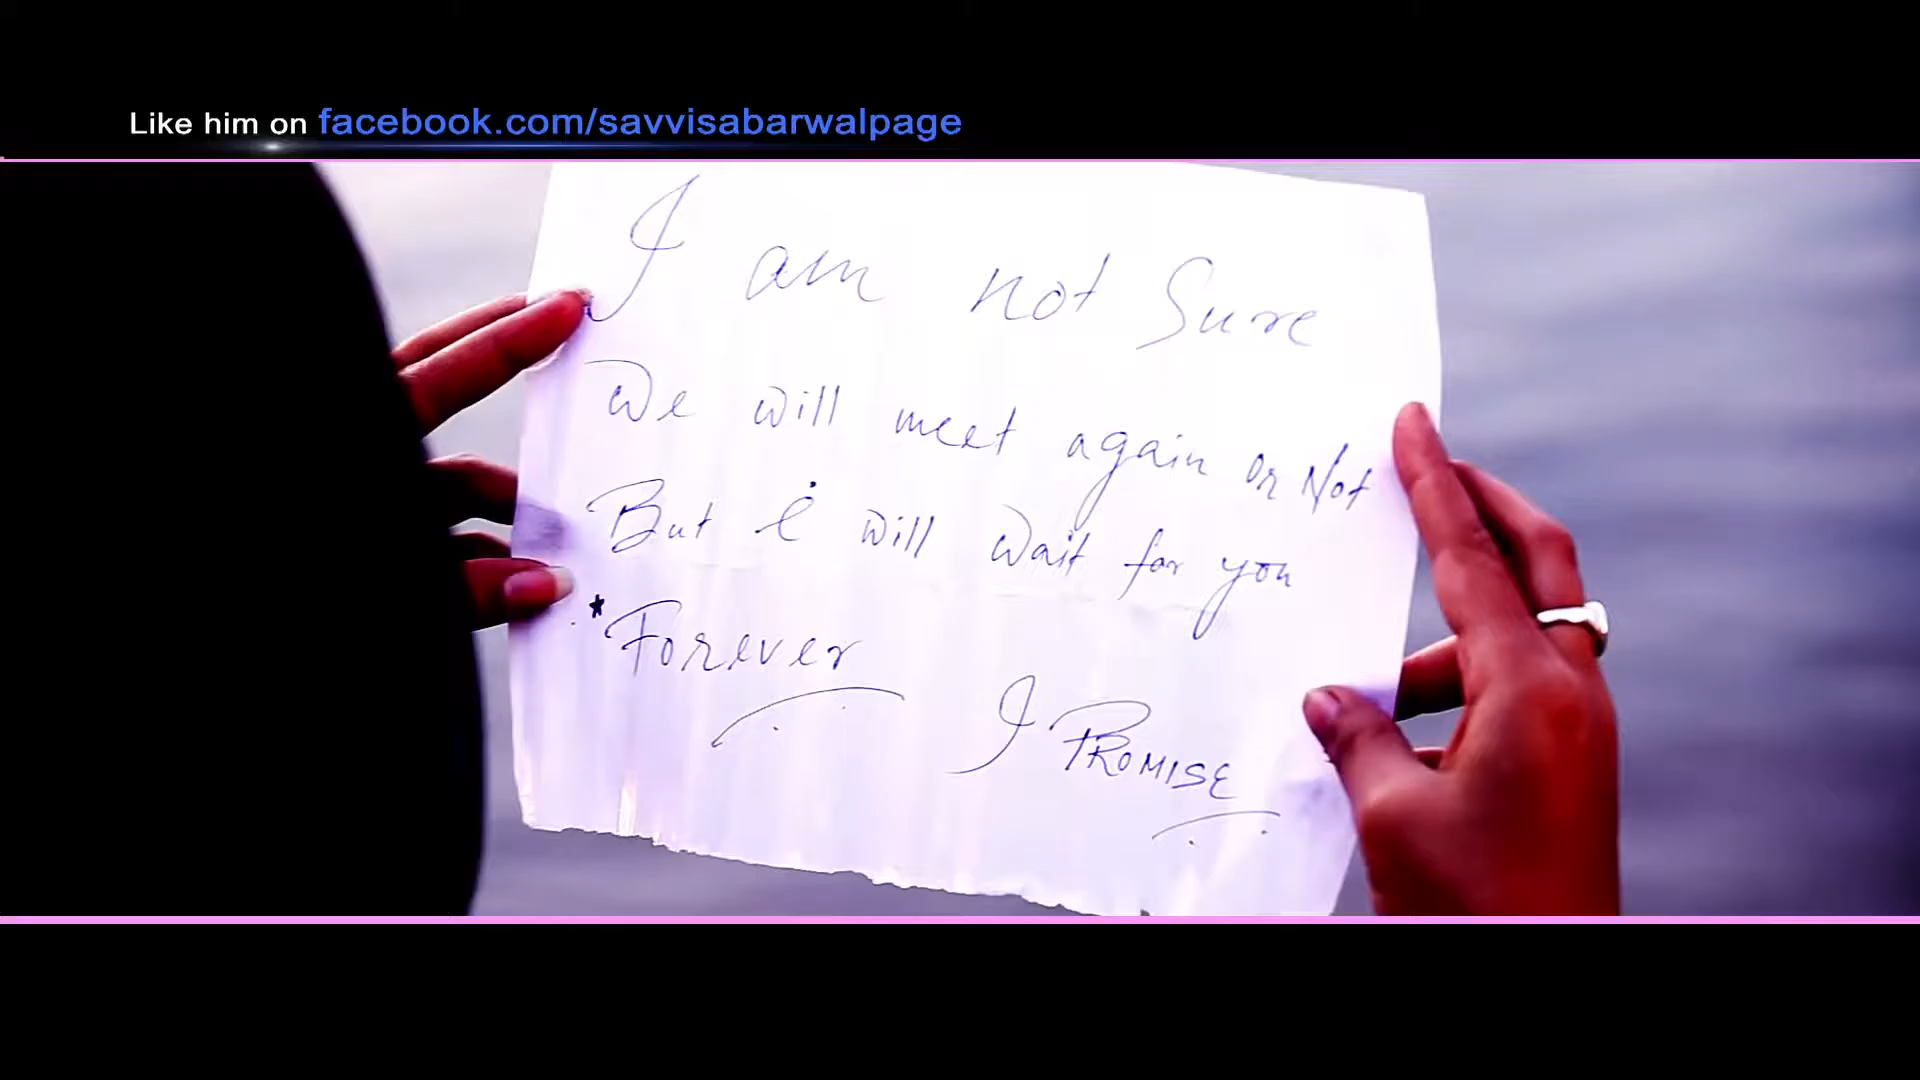 Like him on facebook.com/savvisabarwalpage
I am not Sure
We will meet again or Not
But i will wait for you
*Forever
I PROMISE